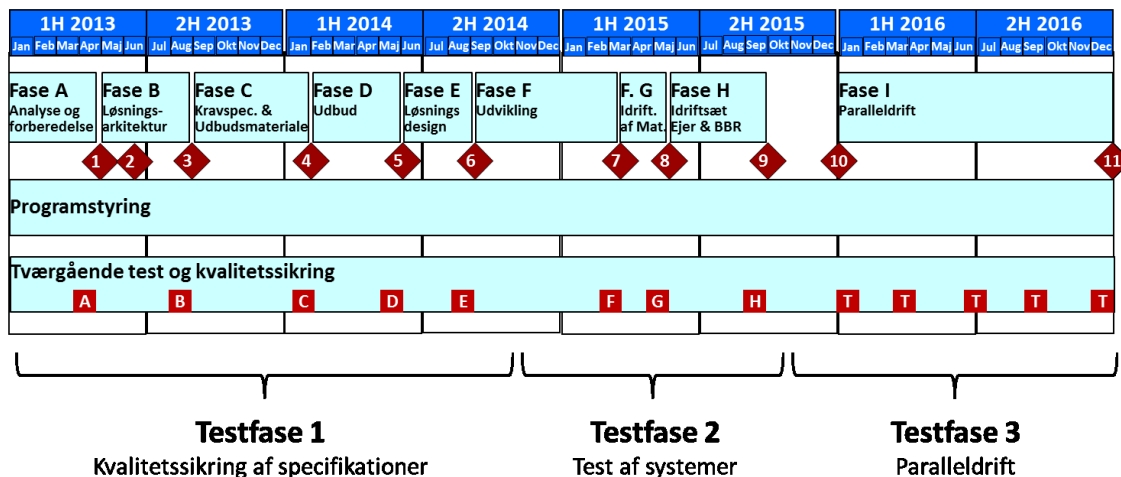 1H 2013 2H 2013 1H 2014 2H 2014 1H 2015 2H 2015 1H 2016 2H 2016
Jan Feb Mar Apr Maj Jun Jul Aug Sep Okt Nov Dec Jan Feb Mar Apr Maj Jun Jul Aug Sep Okt Nov Dec Jan Feb Mar Apr Maj Jun Jul Aug Sep Okt Nov Dec Jan Feb Mar Apr Maj Jun Jul Aug Sep Okt Nov Dec
Fase A
Analyse og
forberedelse
Fase B
Løsnings-
arkitektur
Fase C
Kravspec. &
Udbudsmateriale
Fase D
Udbud
Fase E
Løsnings
design
Fase F
Udvikling
F. G
Idrift.
af Mat.
Fase H
Idriftsæt
Ejer & BBR
Fase I
Paralleldrift
1 2 3 4 5 6 7 8 9 10 11
Programstyring
Tværgående test og kvalitetssikring
A B C D E F G H T T T T T
Testfase 1
Kvalitetssikring af specifikationer
Testfase 2
Test af systemer
Testfase 3
Paralleldrift